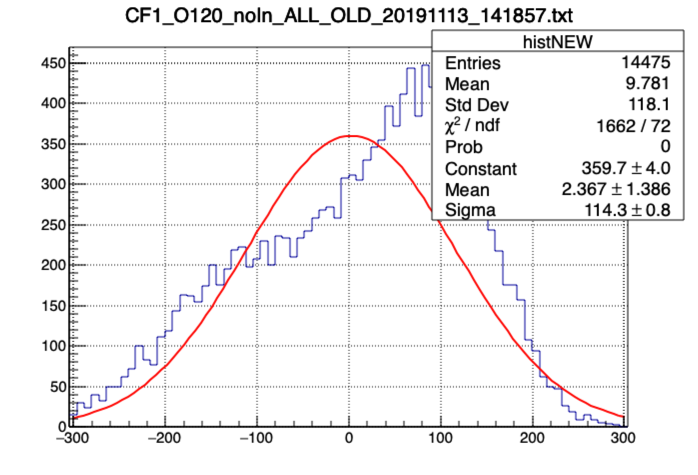 CF1_O120_noIn_ALL_OLD_20191113_141857.txt
histNEW
Entries 14475
Mean 9.781
Std Dev 118.1
χ² / ndf 1662 / 72
Prob 0
Constant 359.7 ± 4.0
Mean 2.367 ± 1.386
Sigma 114.3 ± 0.8
450
400
350
300
250
200
150
100
50
0
−300 −200 −100 0 100 200 300